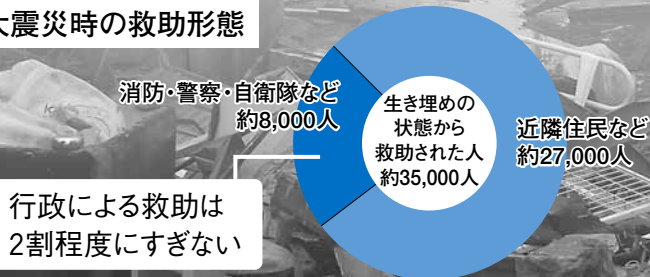 大震災時の救助形態
消防・警察・自衛隊など
約8,000人
生き埋めの
状態から
救助された人
約35,000人
近隣住民など
約27,000人
行政による救助は
2割程度にすぎない